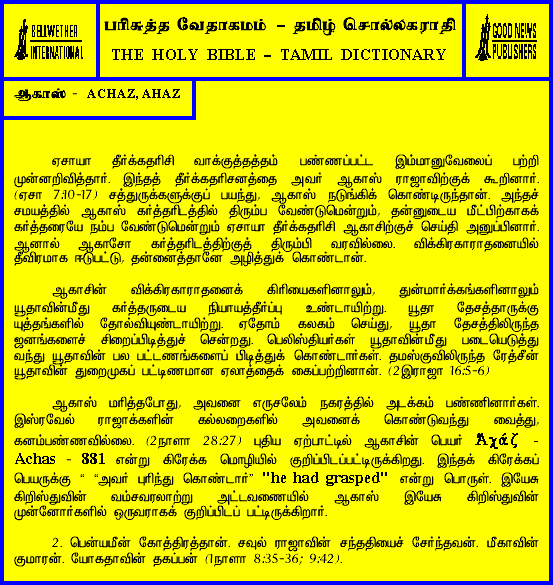 BELLWETHER
INTERNATIONAL
பரிசுத்த வேதாகமம் – தமிழ் சொல்லகராதி
THE HOLY BIBLE – TAMIL DICTIONARY
GOOD NEWS
PUBLISHERS
ஆகாஸ் - ACHAZ, AHAZ
ஏசாயா தீர்க்கதரிசி வாக்குத்தத்தம் பண்ணப்பட்ட இம்மானுவேலைப் பற்றி
முன்னறிவித்தார். இந்தத் தீர்க்கதரிசனத்தை அவர் ஆகாஸ் ராஜாவிற்குக் கூறினார்.
(ஏசா 7:10-17) சத்துருக்களுக்குப் பயந்து, ஆகாஸ் நடுங்கிக் கொண்டிருந்தான். அந்தச்
சமயத்தில் ஆகாஸ் கர்த்தரிடத்தில் திரும்ப வேண்டுமென்றும், தன்னுடைய மீட்பிற்காகக்
கர்த்தரையே நம்ப வேண்டுமென்றும் ஏசாயா தீர்க்கதரிசி ஆகாசிற்குச் செய்தி அனுப்பினார்.
ஆனால் ஆகாசோ கர்த்தரிடத்திற்குத் திரும்பி வரவில்லை. விக்கிரகாராதனையில்
தீவிரமாக ஈடுபட்டு, தன்னைத்தானே அழித்துக் கொண்டான்.
ஆகாசின் விக்கிரகாராதனைக் கிரியைகளினாலும், துன்மார்க்கங்களினாலும்
யூதாவின்மீது கர்த்தருடைய நியாயத்தீர்ப்பு உண்டாயிற்று. யூதா தேசத்தாருக்கு
யுத்தங்களில் தோல்வியுண்டாயிற்று. ஏதோம் கலகம் செய்து, யூதா தேசத்திலிருந்த
ஜனங்களைச் சிறைப்பிடித்துச் சென்றது. பெலிஸ்தியர்கள் யூதாவின்மீது படையெடுத்து
வந்து யூதாவின் பல பட்டணங்களைப் பிடித்துக் கொண்டார்கள். தமஸ்குவிலிருந்த ரேத்சீன்
யூதாவின் துறைமுகப் பட்டிணமான ஏலாத்தைக் கைப்பற்றினான். (2இராஜா 16:5-6)
ஆகாஸ் மரித்தபோது, அவனை எருசலேம் நகரத்தில் அடக்கம் பண்ணினார்கள்.
இஸ்ரவேல் ராஜாக்களின் கல்லறைகளில் அவனைக் கொண்டுவந்து வைத்து,
கனம்பண்ணவில்லை. (2நாளா 28:27) புதிய ஏற்பாட்டில் ஆகாசின் பெயர் Ἀχάζ -
Achas - 881 என்று கிரேக்க மொழியில் குறிப்பிடப்பட்டிருக்கிறது. இந்தக் கிரேக்கப்
பெயருக்கு “ “அவர் புரிந்து கொண்டார்” "he had grasped" என்று பொருள். இயேசு
கிறிஸ்துவின் வம்சவரலாற்று அட்டவணையில் ஆகாஸ் இயேசு கிறிஸ்துவின்
முன்னோர்களில் ஒருவராகக் குறிப்பிடப் பட்டிருக்கிறார்.
2. பென்யமீன் கோத்திரத்தான். சவுல் ராஜாவின் சந்ததியைச் சேர்ந்தவன். மீகாவின்
குமாரன். யோகதாவின் தகப்பன் (1நாளா 8:35-36; 9:42).